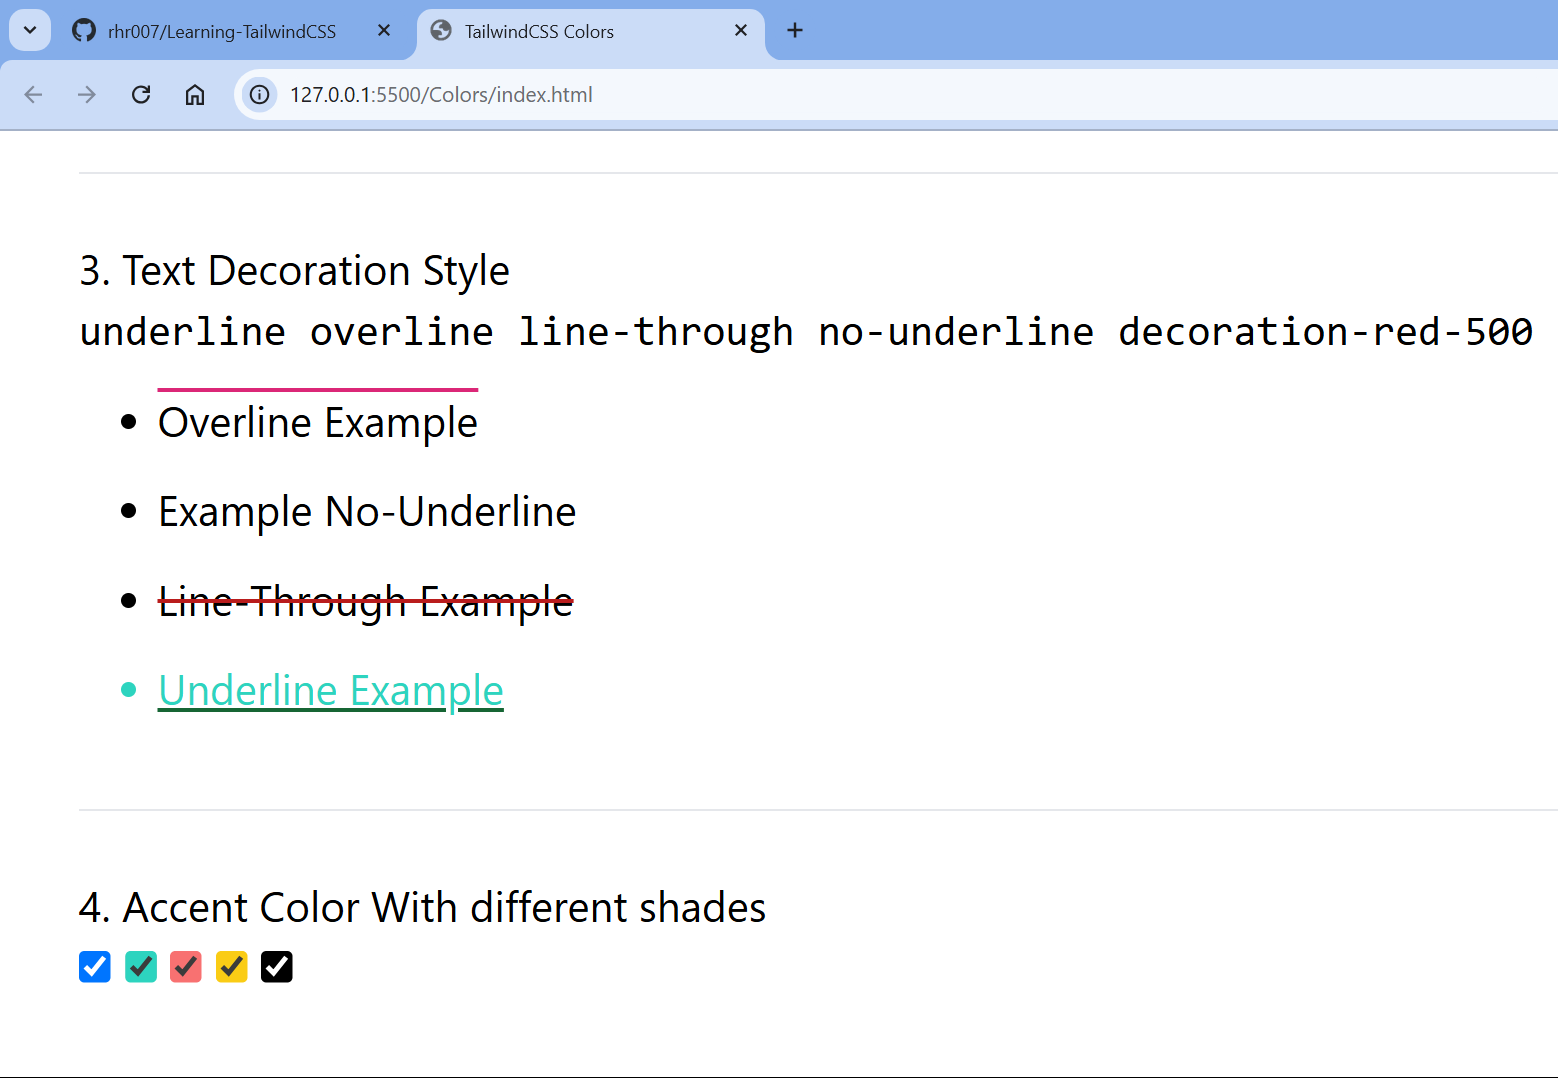 rhr007/Learning-TailwindCSS
TailwindCSS Colors
127.0.0.1:5500/Colors/index.html
3. Text Decoration Style
underline overline line-through no-underline decoration-red-500
Overline Example
Example No-Underline
Line-Through Example
Underline Example
4. Accent Color With different shades